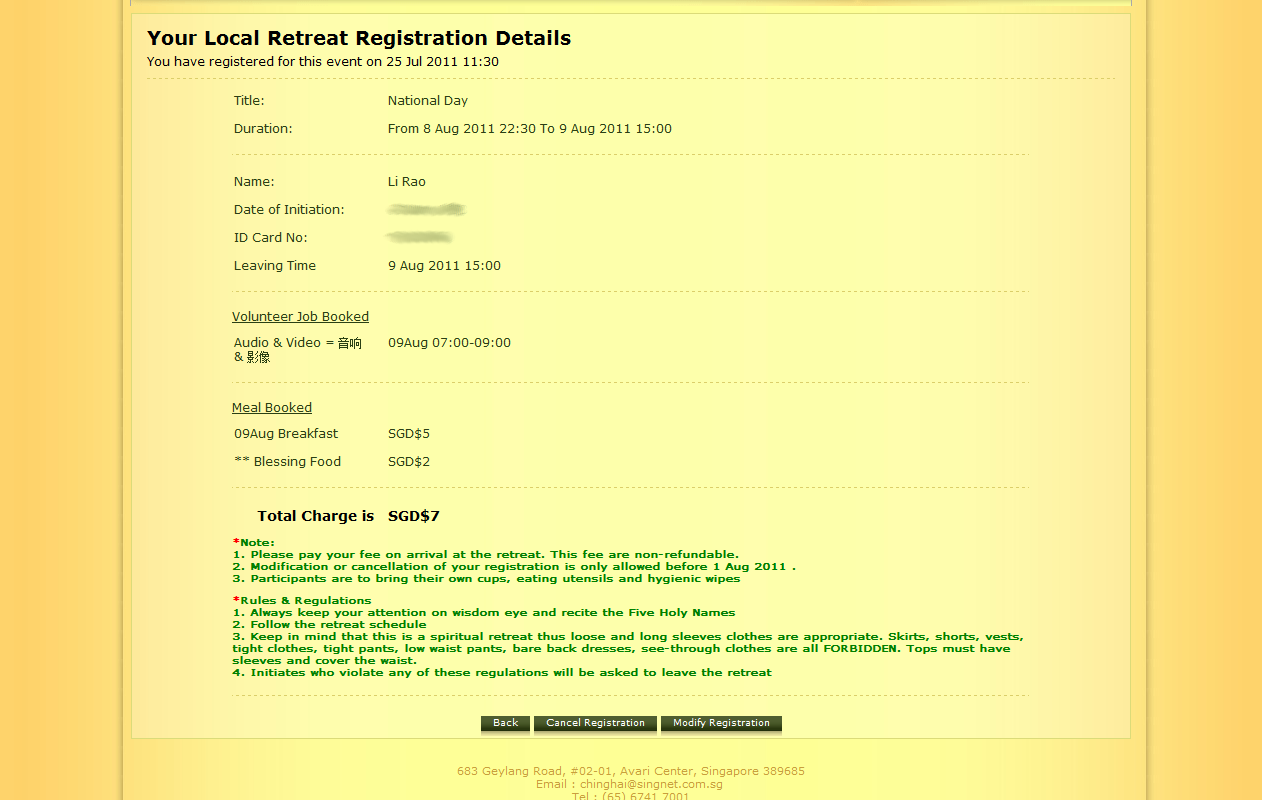 Your Local Retreat Registration Details
You have registered for this event on 25 Jul 2011 11:30
Title: National Day
Duration: From 8 Aug 2011 22:30 To 9 Aug 2011 15:00
Name: Li Rao
Date of Initiation:
ID Card No:
Leaving Time 9 Aug 2011 15:00
Volunteer Job Booked
Audio & Video = 音响 09Aug 07:00-09:00
& 影像
Meal Booked
09Aug Breakfast SGD$5
** Blessing Food SGD$2
Total Charge is SGD$7
*Note:
1. Please pay your fee on arrival at the retreat. This fee are non-refundable.
2. Modification or cancellation of your registration is only allowed before 1 Aug 2011 .
3. Participants are to bring their own cups, eating utensils and hygienic wipes
*Rules & Regulations
1. Always keep your attention on wisdom eye and recite the Five Holy Names
2. Follow the retreat schedule
3. Keep in mind that this is a spiritual retreat thus loose and long sleeves clothes are appropriate. Skirts, shorts, vests,
tight clothes, tight pants, low waist pants, bare back dresses, see-through clothes are all FORBIDDEN. Tops must have
sleeves and cover the waist.
4. Initiates who violate any of these regulations will be asked to leave the retreat
Back Cancel Registration Modify Registration
683 Geylang Road, #02-01, Avari Center, Singapore 389685
Email : chinghai@singnet.com.sg
Tel : (65) 6741 7001